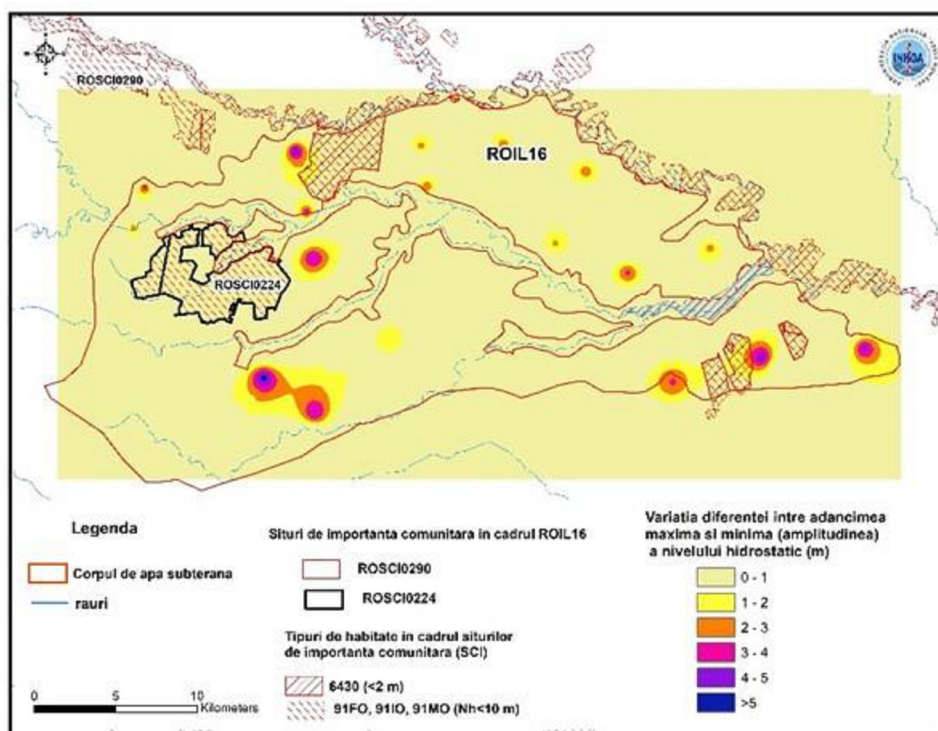 ROSCI0290
ROIL16
ROSCI0224
Legenda
Corpul de apa subterana
rauri
0 5 10
Kilometers
Situri de importanta comunitara in cadrul ROIL16
ROSCI0290
ROSCI0224
Tipuri de habitate in cadrul siturilor
de importanta comunitara (SCI)
6430 (<2 m)
91FO, 91IO, 91MO (Nh<10 m)
Variatia diferentei intre adancimea
maxima si minima (amplitudinea)
a nivelului hidrostatic (m)
0 - 1
1 - 2
2 - 3
3 - 4
4 - 5
>5